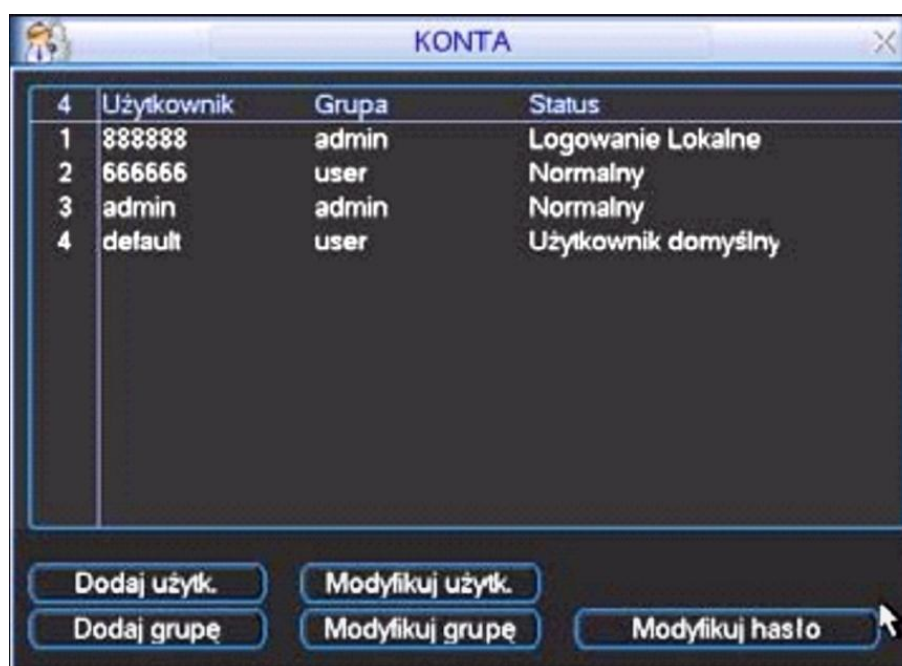 KONTA
4 Użytkownik Grupa Status
1 888888 admin Logowanie Lokalne
2 666666 user Normalny
3 admin admin Normalny
4 default user Użytkownik domyślny
Dodaj użytk. Modyfikuj użytk.
Dodaj grupę Modyfikuj grupę Modyfikuj hasło